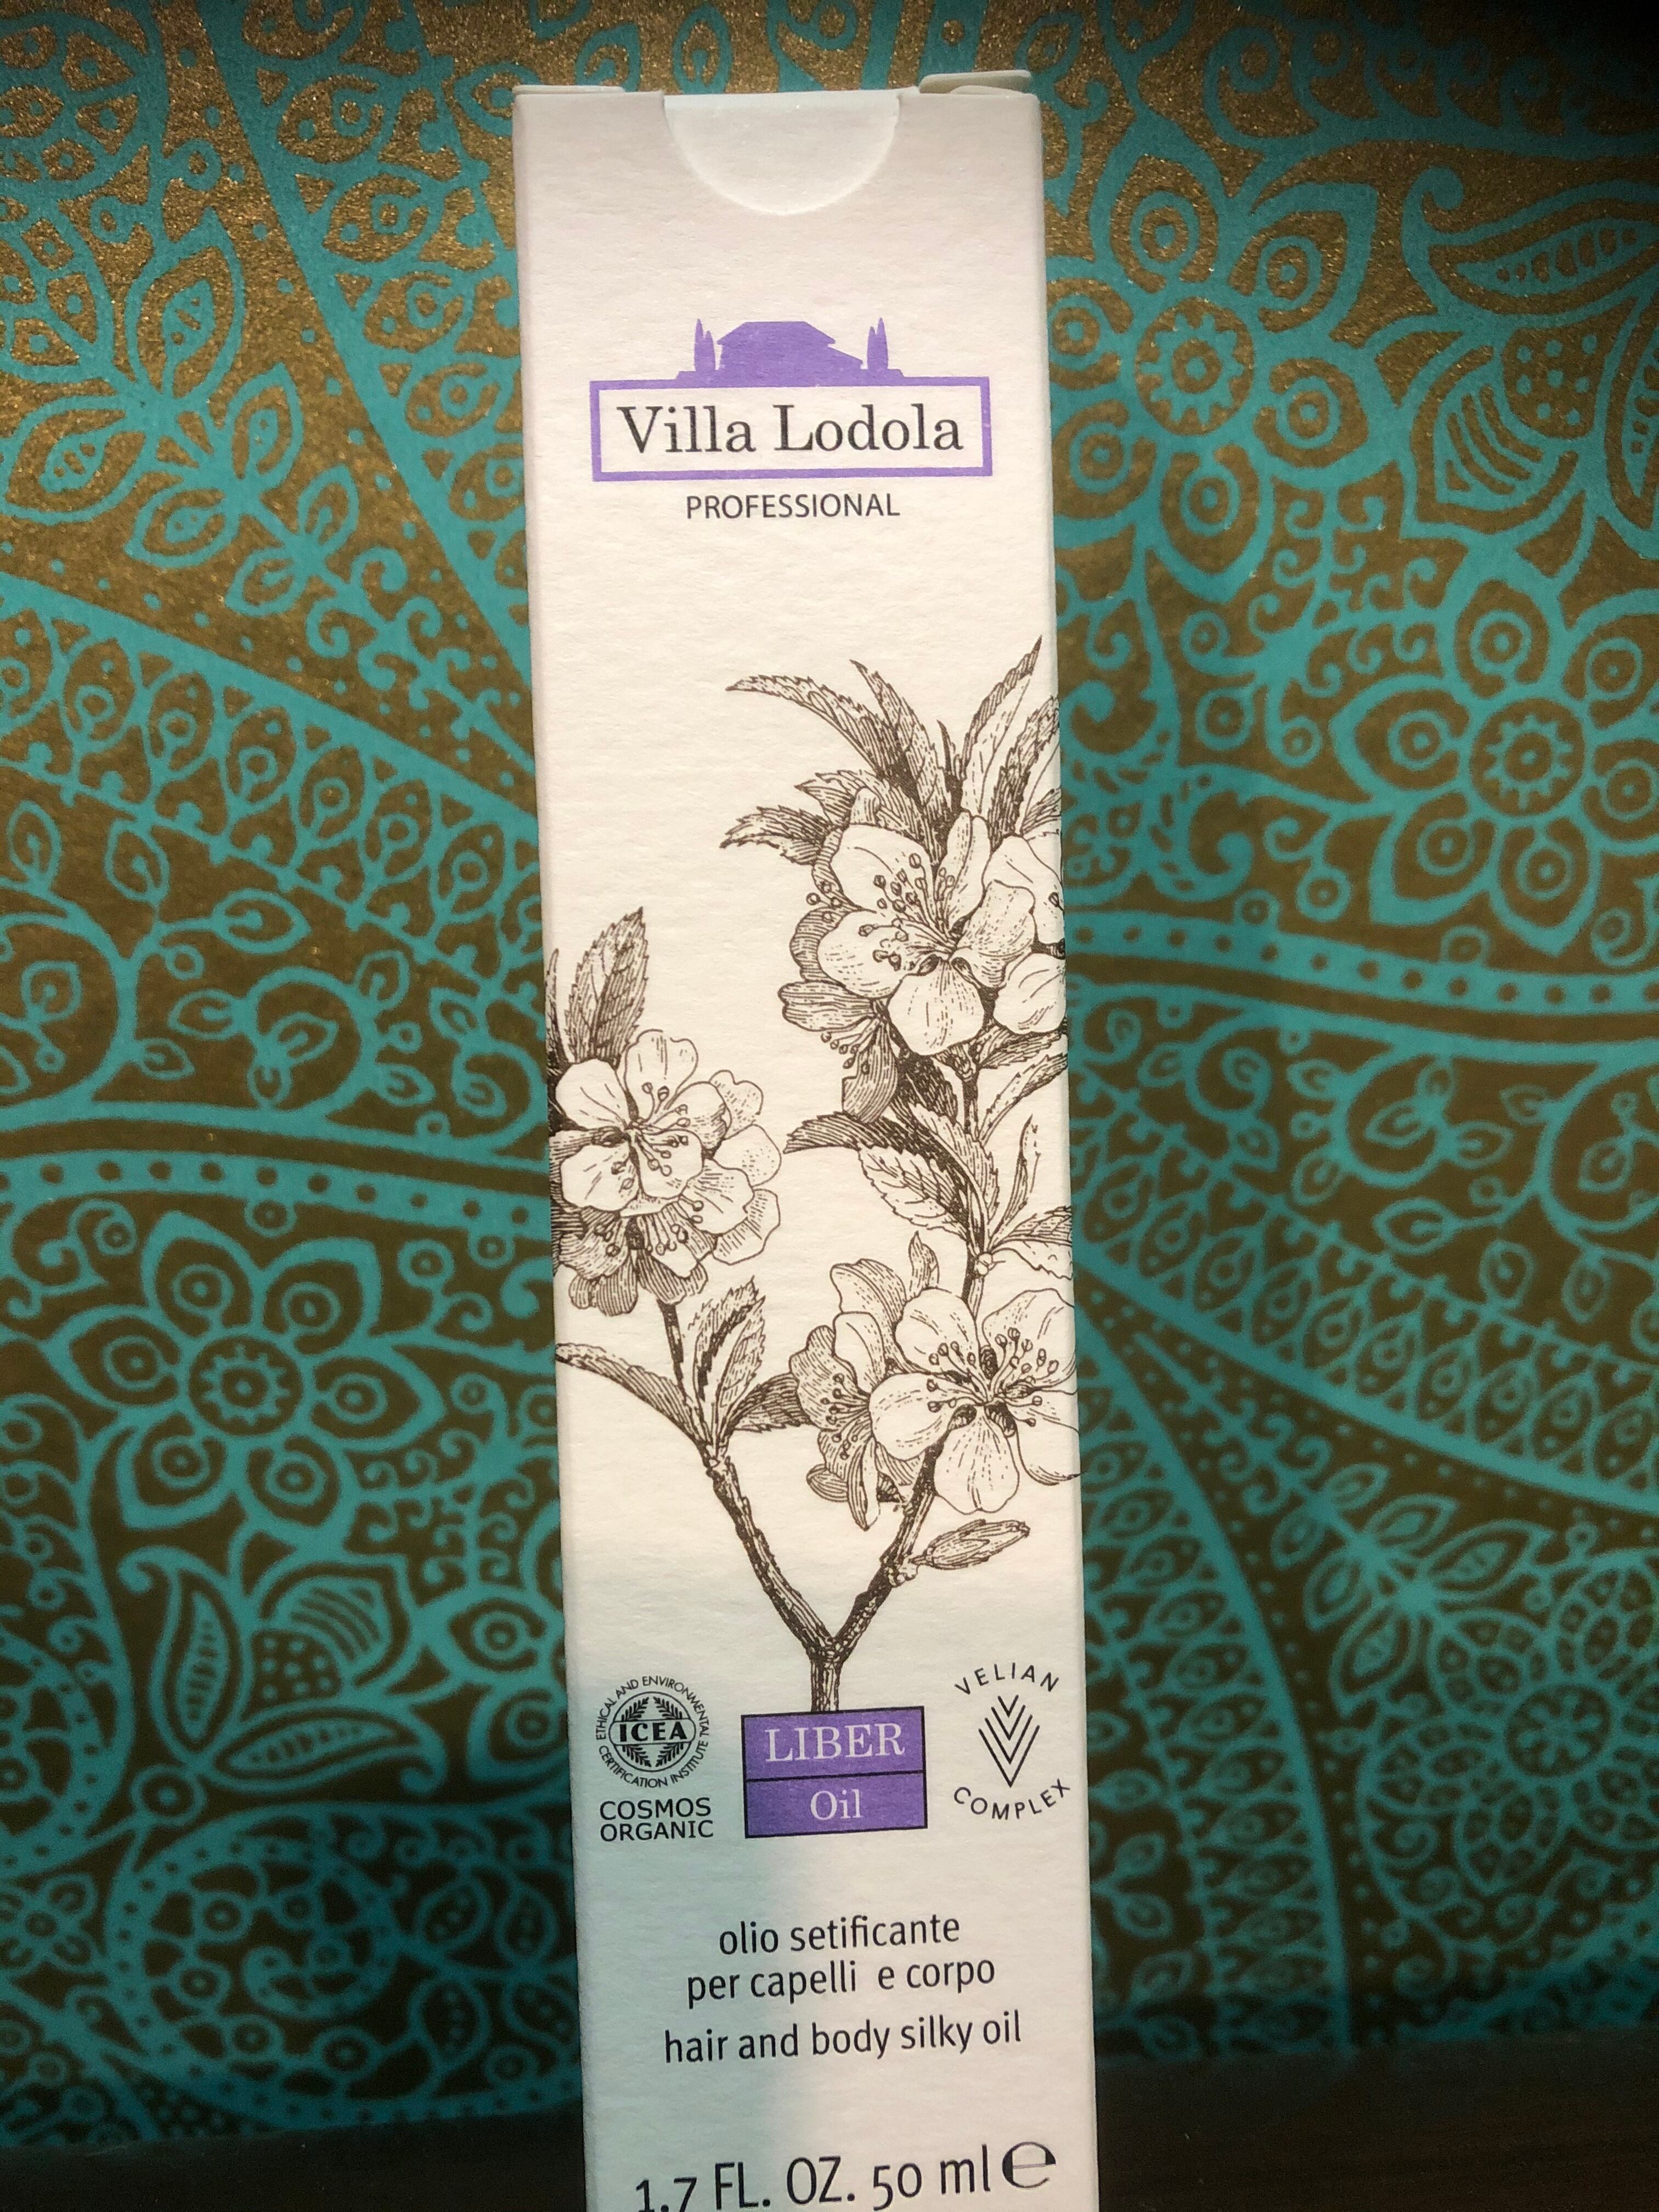 Villa Lodola
PROFESSIONAL
ETHICAL AND ENVIRONMENTAL CERTIFICATION INSTITUTE
ICEA
COSMOS
ORGANIC
LIBER
Oil
VELIAN
COMPLEX
olio setificante
per capelli e corpo
hair and body silky oil
1.7 FL. OZ. 50 ml ℮